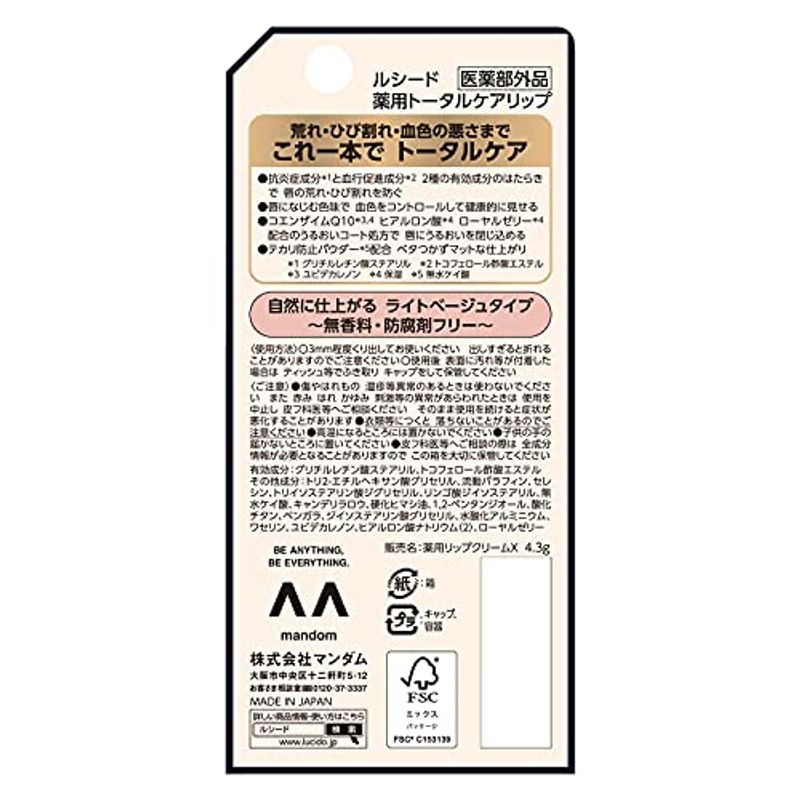 ルシード 医薬部外品
薬用トータルケアリップ
荒れ・ひび割れ・血色の悪さまで
これ一本で トータルケア
●抗炎症成分*1と血行促進成分*2 2種の有効成分のはたらき
で 唇の荒れ・ひび割れを防ぐ
●唇になじむ色味で 血色をコントロールして健康的に見せる
●コエンザイムQ10*3,4 ヒアルロン酸*4 ローヤルゼリー*4
配合のうるおいコート処方で 唇にうるおいを閉じ込める
●テカリ防止パウダー*5配合 ベタつかずマットな仕上がり
*1 グリチルレチン酸ステアリル *2 トコフェロール酢酸エステル
*3 ユビデカレノン *4 保湿 *5 無水ケイ酸
自然に仕上がる ライトベージュタイプ
〜無香料・防腐剤フリー〜
〈使用方法〉○3mm程度くり出してお使いください 出しすぎると折れる
ことがありますのでご注意ください○使用後 表面に汚れ等が付着した
場合は ティッシュ等でふき取り キャップをして保管してください
〈ご注意〉●傷やはれもの 湿疹等異常のあるときは使わないでくださ
い また 赤み はれ かゆみ 刺激等の異常があらわれたときは 使用を
中止し 皮フ科医等へご相談ください そのまま使用を続けると症状が
悪化することがあります●衣類等につくと 落ちないことがあるのでご
注意ください●高温になるところには置かないでください●子供の手の
届かないところに置いてください●皮フ科医等へご相談の際は 全成分
情報が必要となることがありますので この箱を大切に保管してください
有効成分：グリチルレチン酸ステアリル、トコフェロール酢酸エステル
その他成分：トリ2-エチルヘキサン酸グリセリル、流動パラフィン、セレ
シン、トリイソステアリン酸ジグリセリル、リンゴ酸ジイソステアリル、無
水ケイ酸、キャンデリラロウ、硬化ヒマシ油、1,2-ペンタンジオール、酸化
チタン、ベンガラ、ジイソステアリン酸グリセリル、水酸化アルミニウム、
ワセリン、ユビデカレノン、ヒアルロン酸ナトリウム(2)、ローヤルゼリー
販売名：薬用リップクリームX 4.3g
BE ANYTHING,
BE EVERYTHING.
mandom
紙：箱
プラ：キャップ、
容器
株式会社マンダム
大阪市中央区十二軒町5-12
お客さま相談室 0120-37-3337
MADE IN JAPAN
詳しい商品情報・使い方はこちら
ルシード 検索
www.lucido.jp
FSC
ミックス
パッケージ
FSC® C153139